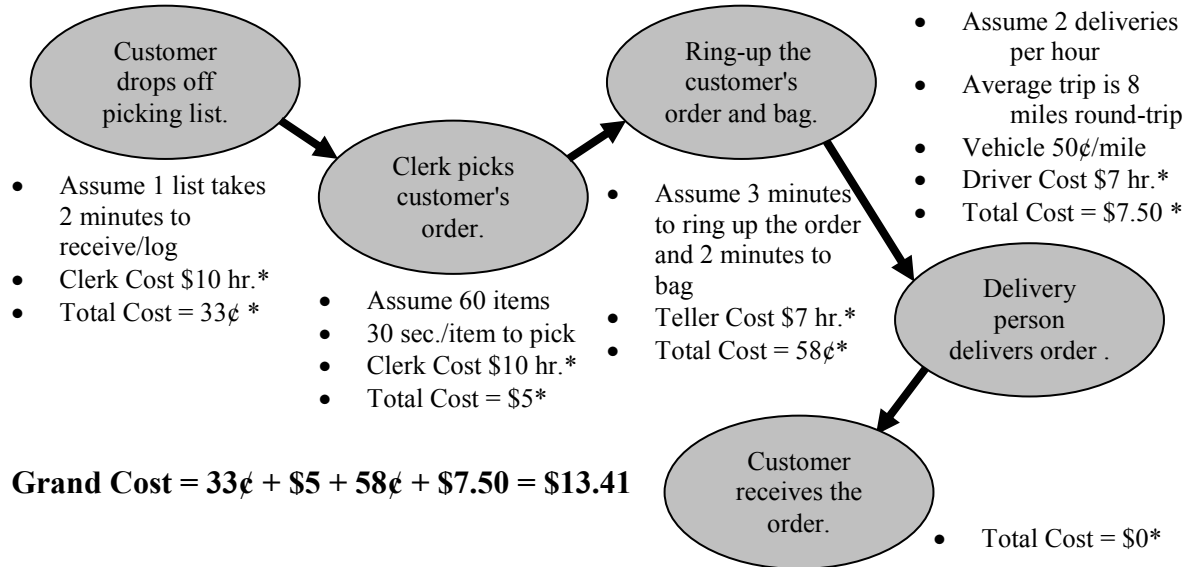 Customer
drops off
picking list.
• Assume 1 list takes
2 minutes to
receive/log
• Clerk Cost $10 hr.*
• Total Cost = 33¢ *
Clerk picks
customer's
order.
• Assume 60 items
• 30 sec./item to pick
• Clerk Cost $10 hr.*
• Total Cost = $5*
Ring-up the
customer's
order and bag.
• Assume 3 minutes
to ring up the order
and 2 minutes to
bag
• Teller Cost $7 hr.*
• Total Cost = 58¢*
• Assume 2 deliveries
per hour
• Average trip is 8
miles round-trip
• Vehicle 50¢/mile
• Driver Cost $7 hr.*
• Total Cost = $7.50 *
Delivery
person
delivers order .
Customer
receives the
order.
• Total Cost = $0*
Grand Cost = 33¢ + $5 + 58¢ + $7.50 = $13.41